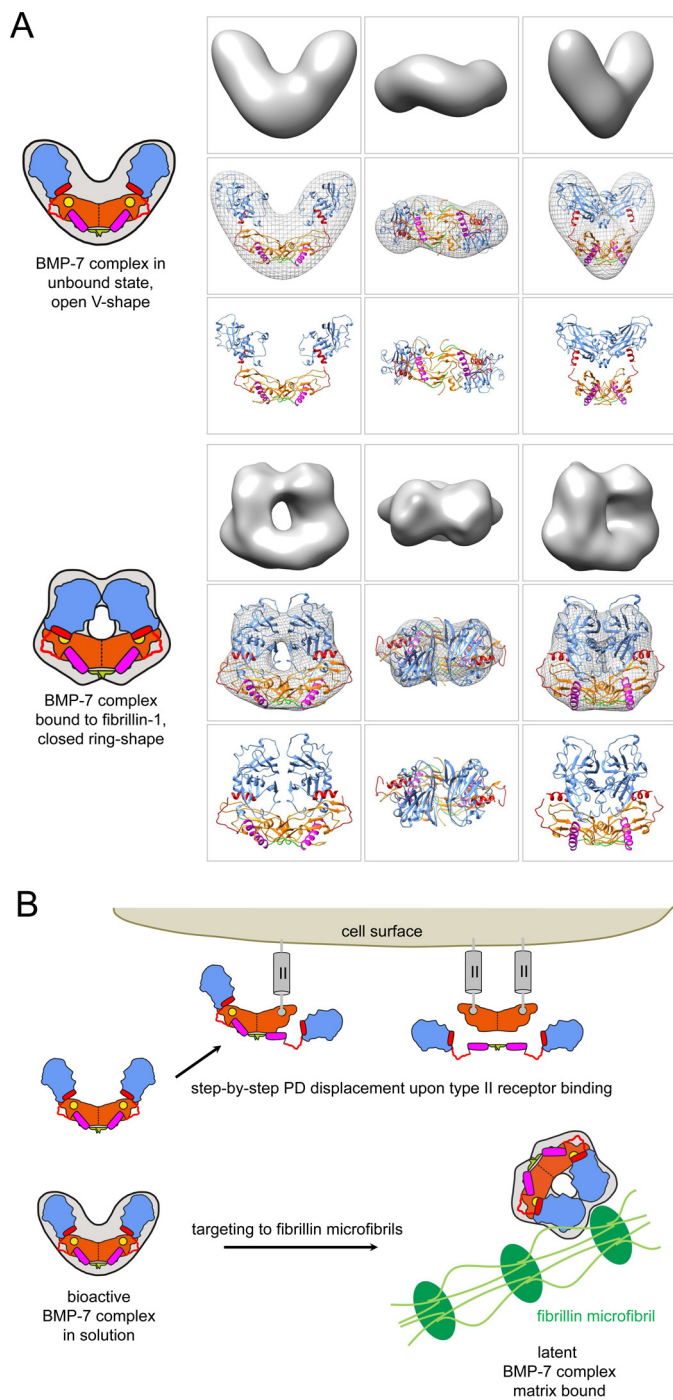 A
BMP-7 complex in
unbound state,
open V-shape
BMP-7 complex
bound to fibrillin-1,
closed ring-shape
B
cell surface
II
II
II
step-by-step PD displacement upon type II receptor binding
targeting to fibrillin microfibrils
bioactive
BMP-7 complex
in solution
fibrillin microfibril
latent
BMP-7 complex
matrix bound